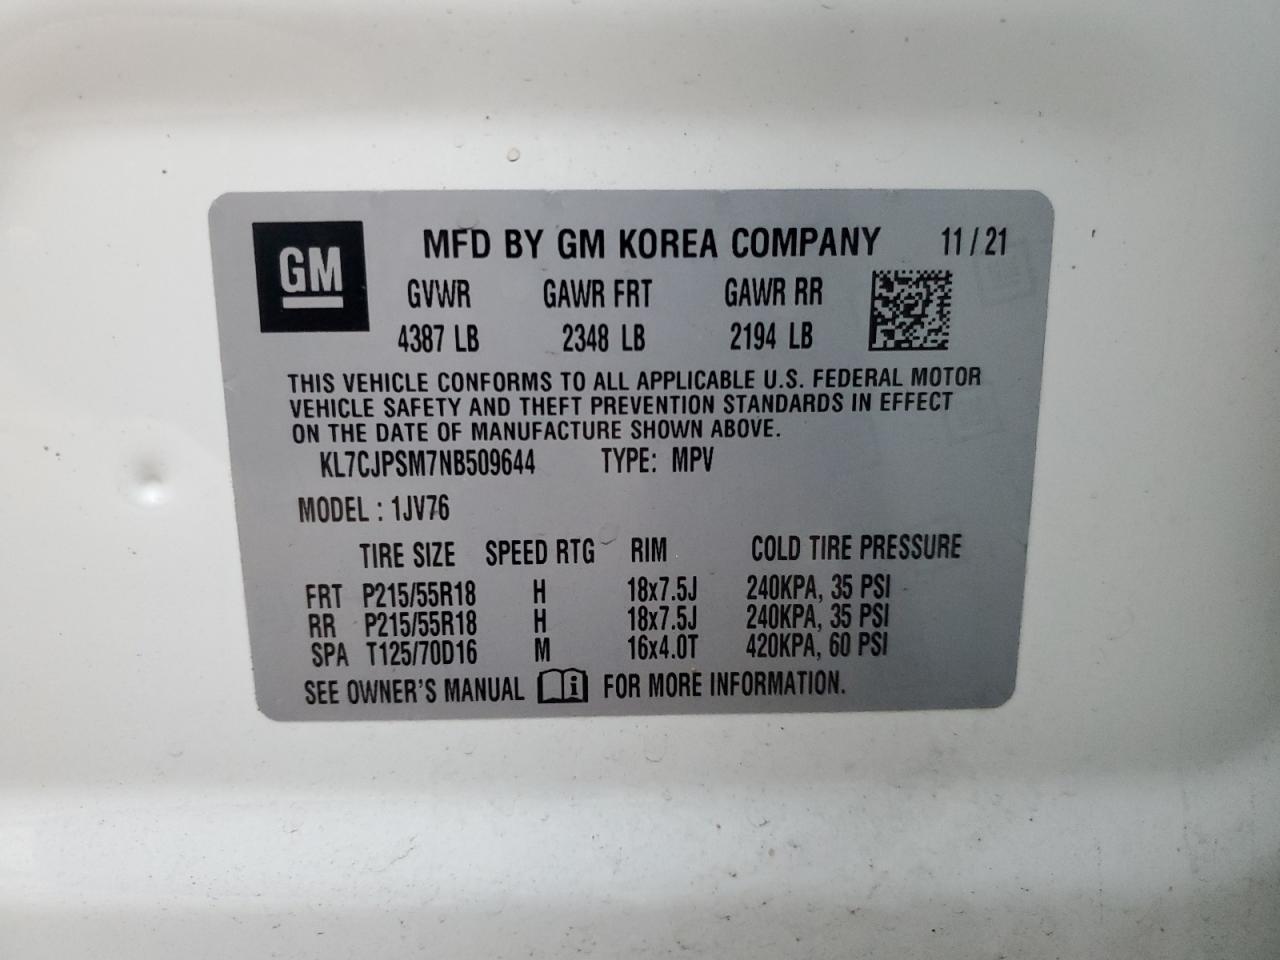 GM
MFD BY GM KOREA COMPANY 11/21
GVWR GAWR FRT GAWR RR
4387 LB 2348 LB 2194 LB
THIS VEHICLE CONFORMS TO ALL APPLICABLE U.S. FEDERAL MOTOR
VEHICLE SAFETY AND THEFT PREVENTION STANDARDS IN EFFECT
ON THE DATE OF MANUFACTURE SHOWN ABOVE.
KL7CJPSM7NB509644 TYPE: MPV
MODEL : 1JV76
TIRE SIZE SPEED RTG RIM COLD TIRE PRESSURE
FRT P215/55R18 H 18x7.5J 240KPA, 35 PSI
RR P215/55R18 H 18x7.5J 240KPA, 35 PSI
SPA T125/70D16 M 16x4.0T 420KPA, 60 PSI
SEE OWNER'S MANUAL i FOR MORE INFORMATION.